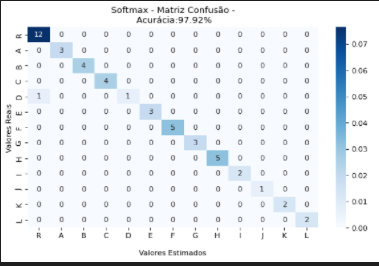 Softmax - Matriz Confusão -
Acurácia:97.92%
Valores Reais
R 12 0 0 0 0 0 0 0 0 0 0 0 0
A 0 3 0 0 0 0 0 0 0 0 0 0 0
B 0 0 4 0 0 0 0 0 0 0 0 0 0
C 0 0 0 4 0 0 0 0 0 0 0 0 0
D 1 0 0 0 1 0 0 0 0 0 0 0 0
E 0 0 0 0 0 3 0 0 0 0 0 0 0
F 0 0 0 0 0 0 5 0 0 0 0 0 0
G 0 0 0 0 0 0 0 3 0 0 0 0 0
H 0 0 0 0 0 0 0 0 5 0 0 0 0
I 0 0 0 0 0 0 0 0 0 2 0 0 0
J 0 0 0 0 0 0 0 0 0 0 1 0 0
K 0 0 0 0 0 0 0 0 0 0 0 2 0
L 0 0 0 0 0 0 0 0 0 0 0 0 2
R A B C D E F G H I J K L
Valores Estimados
0.07
0.06
0.05
0.04
0.03
0.02
0.01
0.00